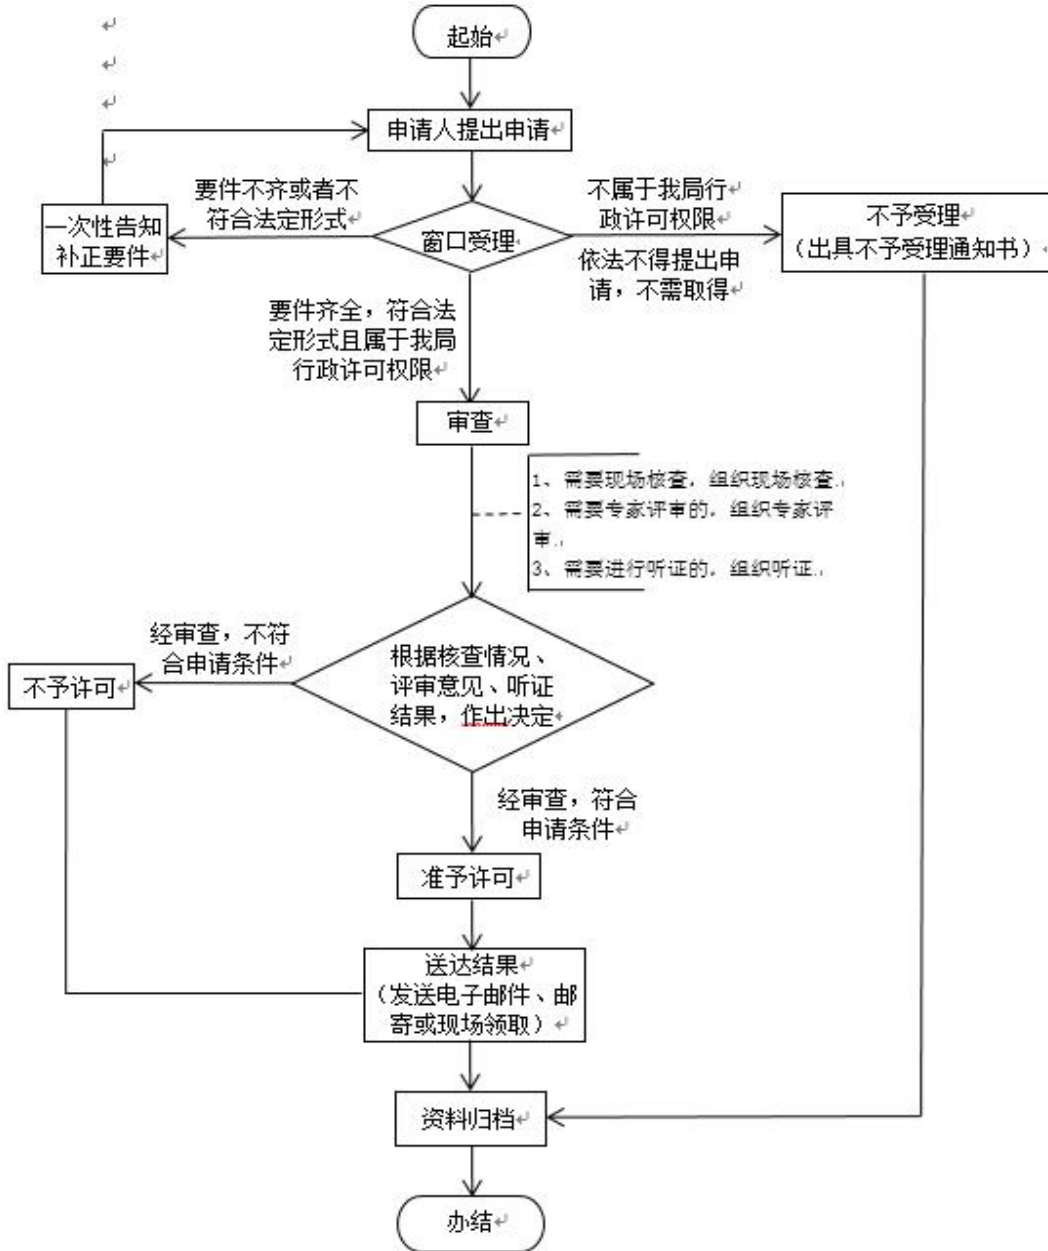 起始
申请人提出申请
要件不齐或者不
符合法定形式
不属于我局行
政许可权限
一次性告知
补正要件
窗口受理
不予受理
（出具不予受理通知书）
依法不得提出申
请，不需取得
要件齐全，符合法
定形式且属于我局
行政许可权限
审查
1、需要现场核查，组织现场核查.
2、需要专家评审的，组织专家评
审.
3、需要进行听证的，组织听证.
经审查，不符
合申请条件
不予许可
根据核查情况、
评审意见、听证
结果，作出决定
经审查，符合
申请条件
准予许可
送达结果
（发送电子邮件、邮
寄或现场领取）
资料归档
办结